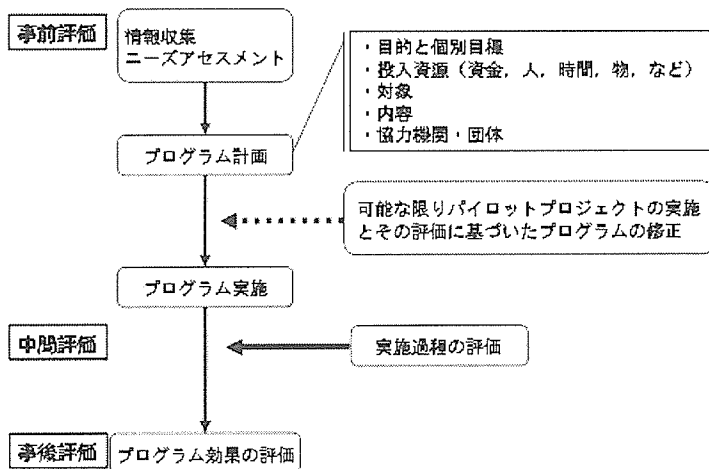 事前評価
情報収集
ニーズアセスメント
・目的と個別目標
・投入資源（資金，人，時間，物，など）
・対象
・内容
・協力機関・団体
プログラム計画
可能な限りパイロットプロジェクトの実施
とその評価に基づいたプログラムの修正
プログラム実施
中間評価
実施過程の評価
事後評価
プログラム効果の評価